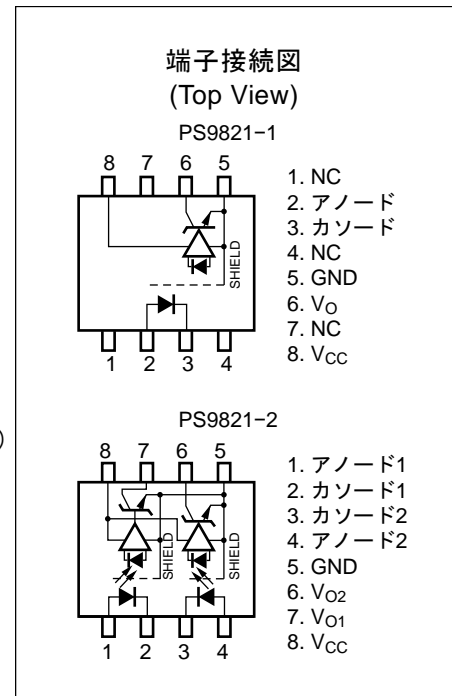 端子接続図
(Top View)
PS9821−1
8 7 6 5
SHIELD
1 2 3 4
1. NC
2. アノード
3. カソード
4. NC
5. GND
6. VO
7. NC
8. VCC
PS9821−2
8 7 6 5
SHIELD
SHIELD
1 2 3 4
1. アノード1
2. カソード1
3. カソード2
4. アノード2
5. GND
6. VO2
7. VO1
8. VCC
)